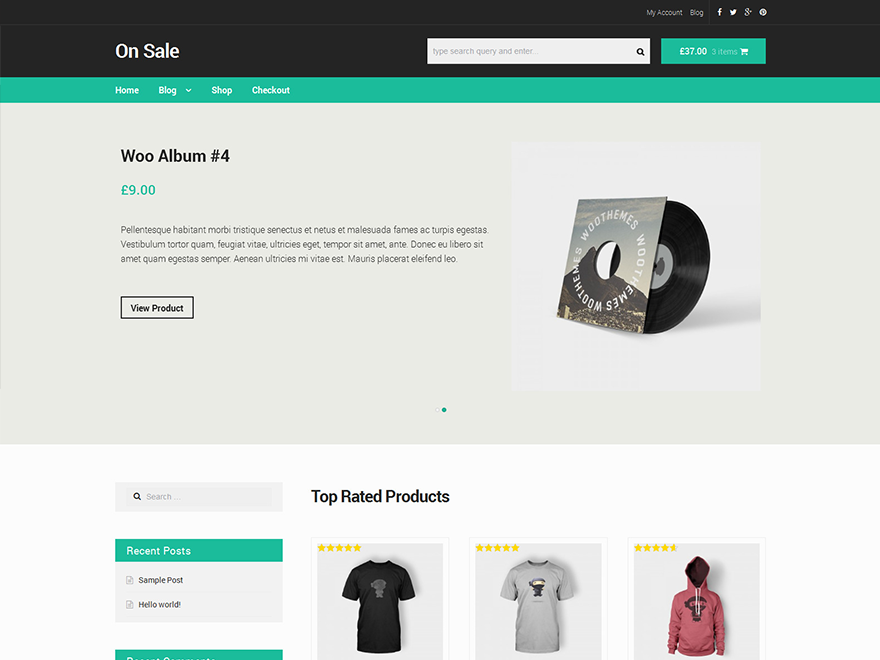 My Account Blog
On Sale
type search query and enter...
£37.00 3 items
Home Blog Shop Checkout
Woo Album #4
£9.00
Pellentesque habitant morbi tristique senectus et netus et malesuada fames ac turpis egestas.
Vestibulum tortor quam, feugiat vitae, ultricies eget, tempor sit amet, ante. Donec eu libero sit
amet quam egestas semper. Aenean ultricies mi vitae est. Mauris placerat eleifend leo.
View Product
WOOTHEMES WOOTHEMES WOOTHEMES
Search ...
Top Rated Products
Recent Posts
Sample Post
Hello world!
Recent Comments